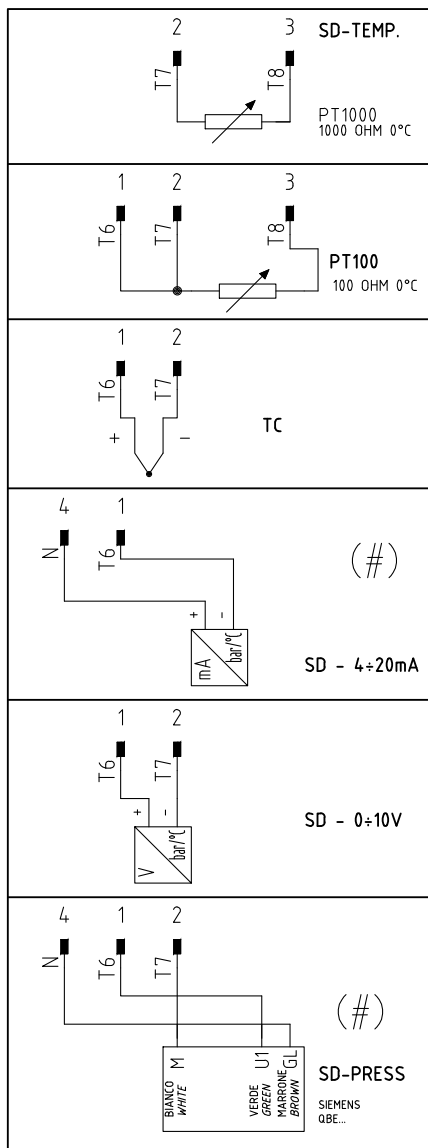 2 3 SD-TEMP.
T7 T8
PT1000
1000 OHM 0°C
1 2 3
T6 T7 T8
PT100
100 OHM 0°C
1 2
T6 T7
+ -
TC
4 1
N T6
(#)
+ -
mA bar/°C
SD - 4÷20mA
1 2
T6 T7
+ -
V bar/°C
SD - 0÷10V
4 1 2
N T6 T7
(#)
M U1 GL
BIANCO VERDE MARRONE
WHITE GREEN BROWN
SD-PRESS
SIEMENS
QBE...